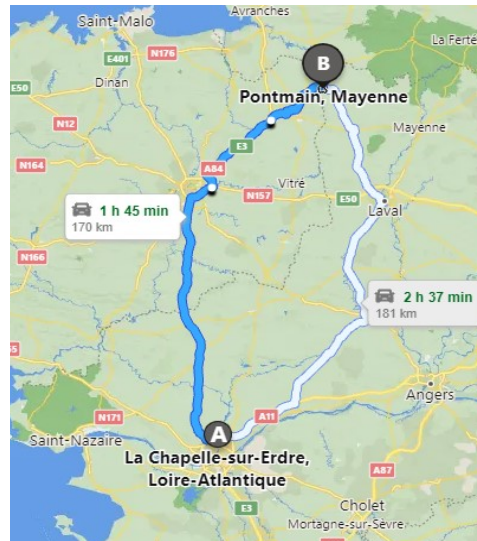 Saint-Malo
Avranches
N176
La Ferté
E401
Dinan
B
E50
Pontmain, Mayenne
N12
E3
Mayenne
N164
A84
Vitré
N157
E50
Laval
1 h 45 min
170 km
N166
2 h 37 min
181 km
Angers
N171
A11
A
Saint-Nazaire
La Chapelle-sur-Erdre,
Loire-Atlantique
A87
E3
Cholet
Mortagne-sur-Sèvre